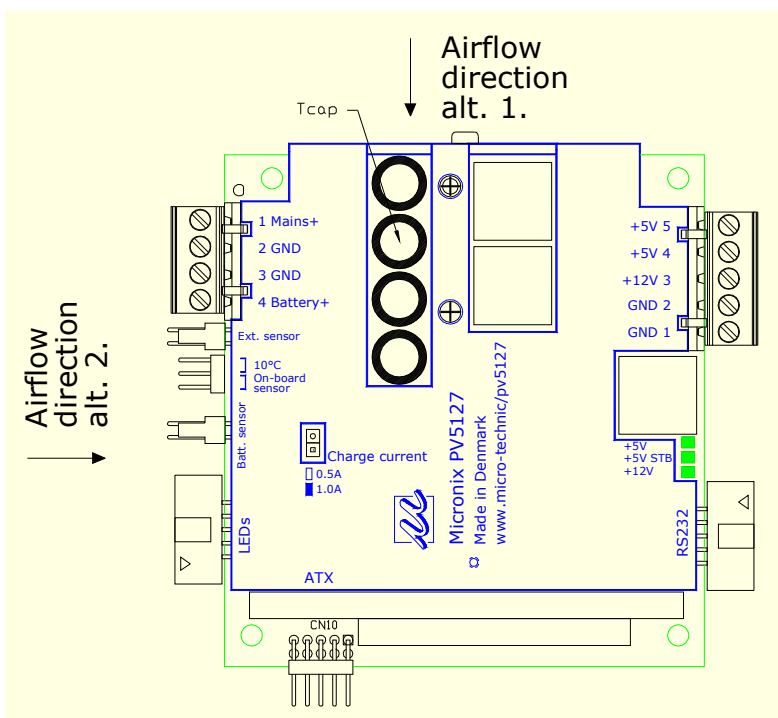 Airflow
direction
alt. 1.
Tcap
1 Mains+
2 GND
3 GND
4 Battery+
+5V 5
+5V 4
+12V 3
GND 2
GND 1
Airflow
direction
alt. 2.
Ext. sensor
10°C
On-board
sensor
Batt. sensor
Charge current
0.5A
1.0A
Micronix PV5127
Made in Denmark
www.micro-technic/pv5127
+5V
+5V STB
+12V
LEDs
RS232
ATX
CN10